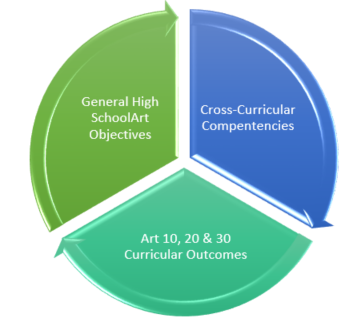 General High
SchoolArt
Objectives
Cross-Curricular
Compentencies
Art 10, 20 & 30
Curricular Outcomes